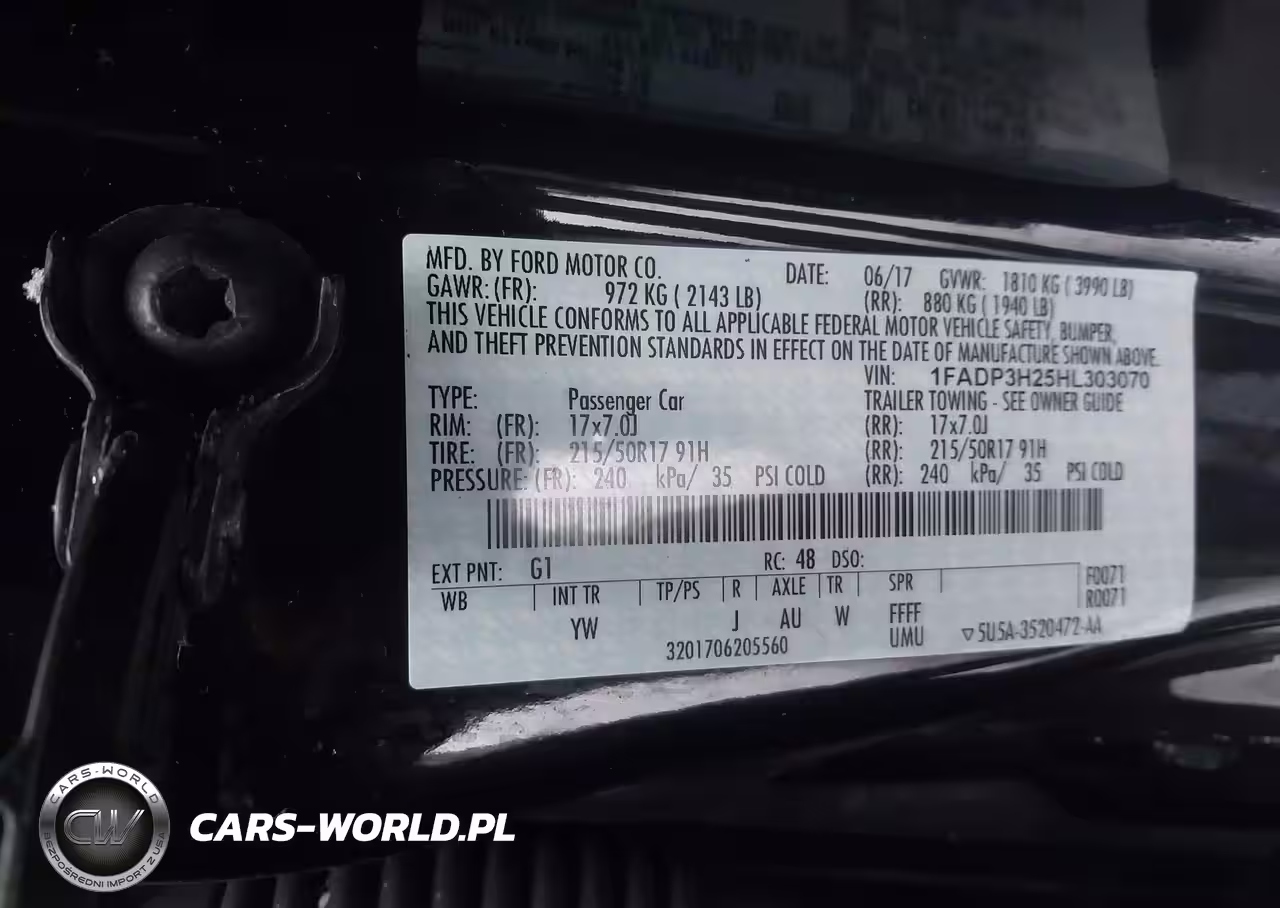 MFD. BY FORD MOTOR CO. DATE: 06/17 GVWR: 1810 KG ( 3990 LB)
GAWR: (FR): 972 KG ( 2143 LB) (RR): 880 KG ( 1940 LB)
THIS VEHICLE CONFORMS TO ALL APPLICABLE FEDERAL MOTOR VEHICLE SAFETY, BUMPER,
AND THEFT PREVENTION STANDARDS IN EFFECT ON THE DATE OF MANUFACTURE SHOWN ABOVE.
VIN: 1FADP3H25HL303070
TYPE: Passenger Car TRAILER TOWING - SEE OWNER GUIDE
RIM: (FR): 17x7.0J (RR): 17x7.0J
TIRE: (FR): 215/50R17 91H (RR): 215/50R17 91H
PRESSURE: (FR): 240 kPa/ 35 PSI COLD (RR): 240 kPa/ 35 PSI COLD
EXT PNT: G1 RC: 48 DSO:
WB INT TR TP/PS R AXLE TR SPR F0071
R0071
YW J AU W FFFF
UMU
3201706205560 ▽5U5A-3520472-AA
CARS-WORLD
CW
BEZPOŚREDNI IMPORT Z USA
CARS-WORLD.PL